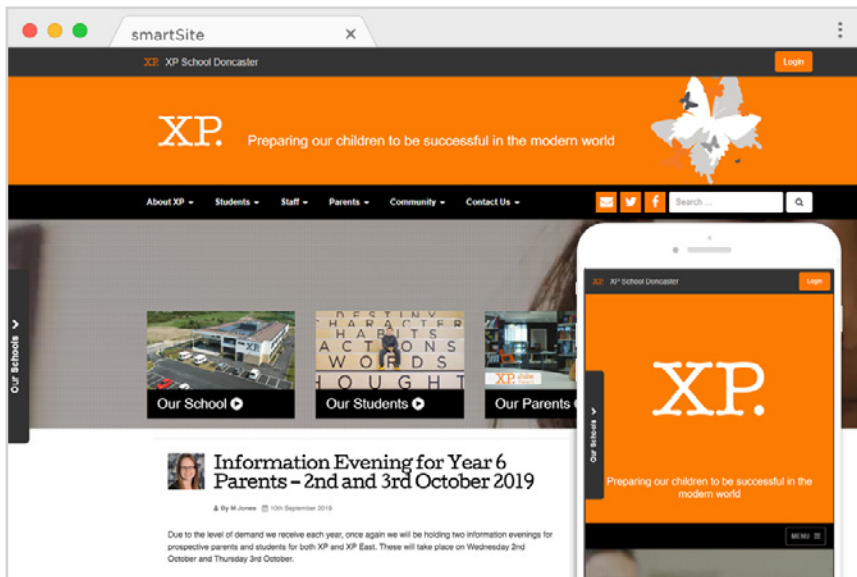 smartSite
XP. XP School Doncaster
Login
XP.
Preparing our children to be successful in the modern world
About XP
Students
Staff
Parents
Community
Contact Us
Search ...
Our Schools
DESTINY
CHARACTER
HABITS
ACTIONS
WORDS
THOUGHT
XP.
Our School
Our Students
Our Parents
Information Evening for Year 6
Parents – 2nd and 3rd October 2019
By M Jones 10th September 2019
Due to the level of demand we receive each year, once again we will be holding two information evenings for
prospective parents and students for both XP and XP East. These will take place on Wednesday 2nd
October and Thursday 3rd October.
XP. XP School Doncaster
Login
XP.
Our Schools
Preparing our children to be successful in the
modern world
MENU